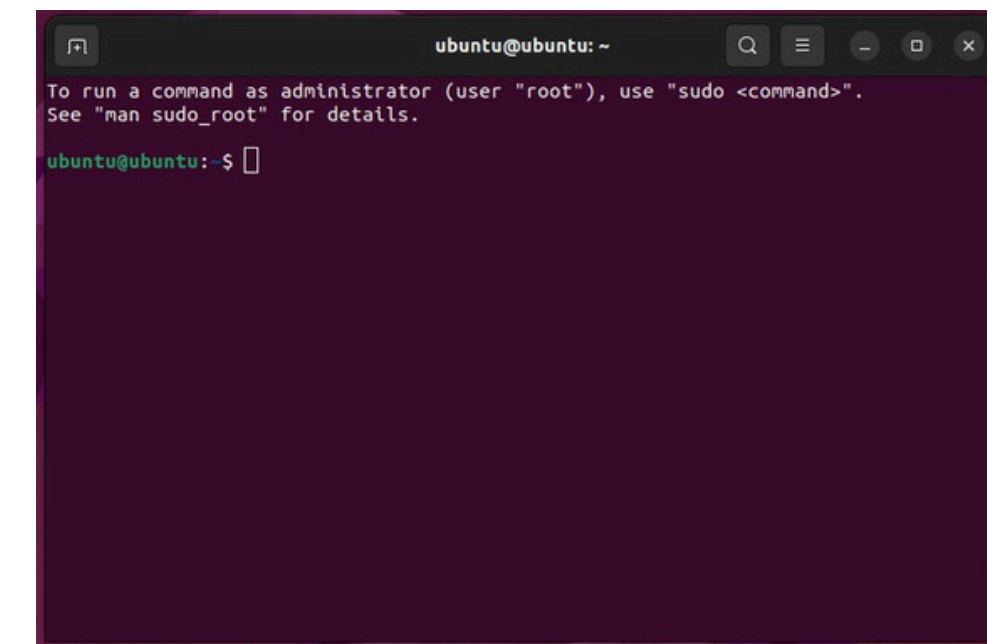 ubuntu@ubuntu: ~
To run a command as administrator (user "root"), use "sudo <command>".
See "man sudo_root" for details.
ubuntu@ubuntu:~$